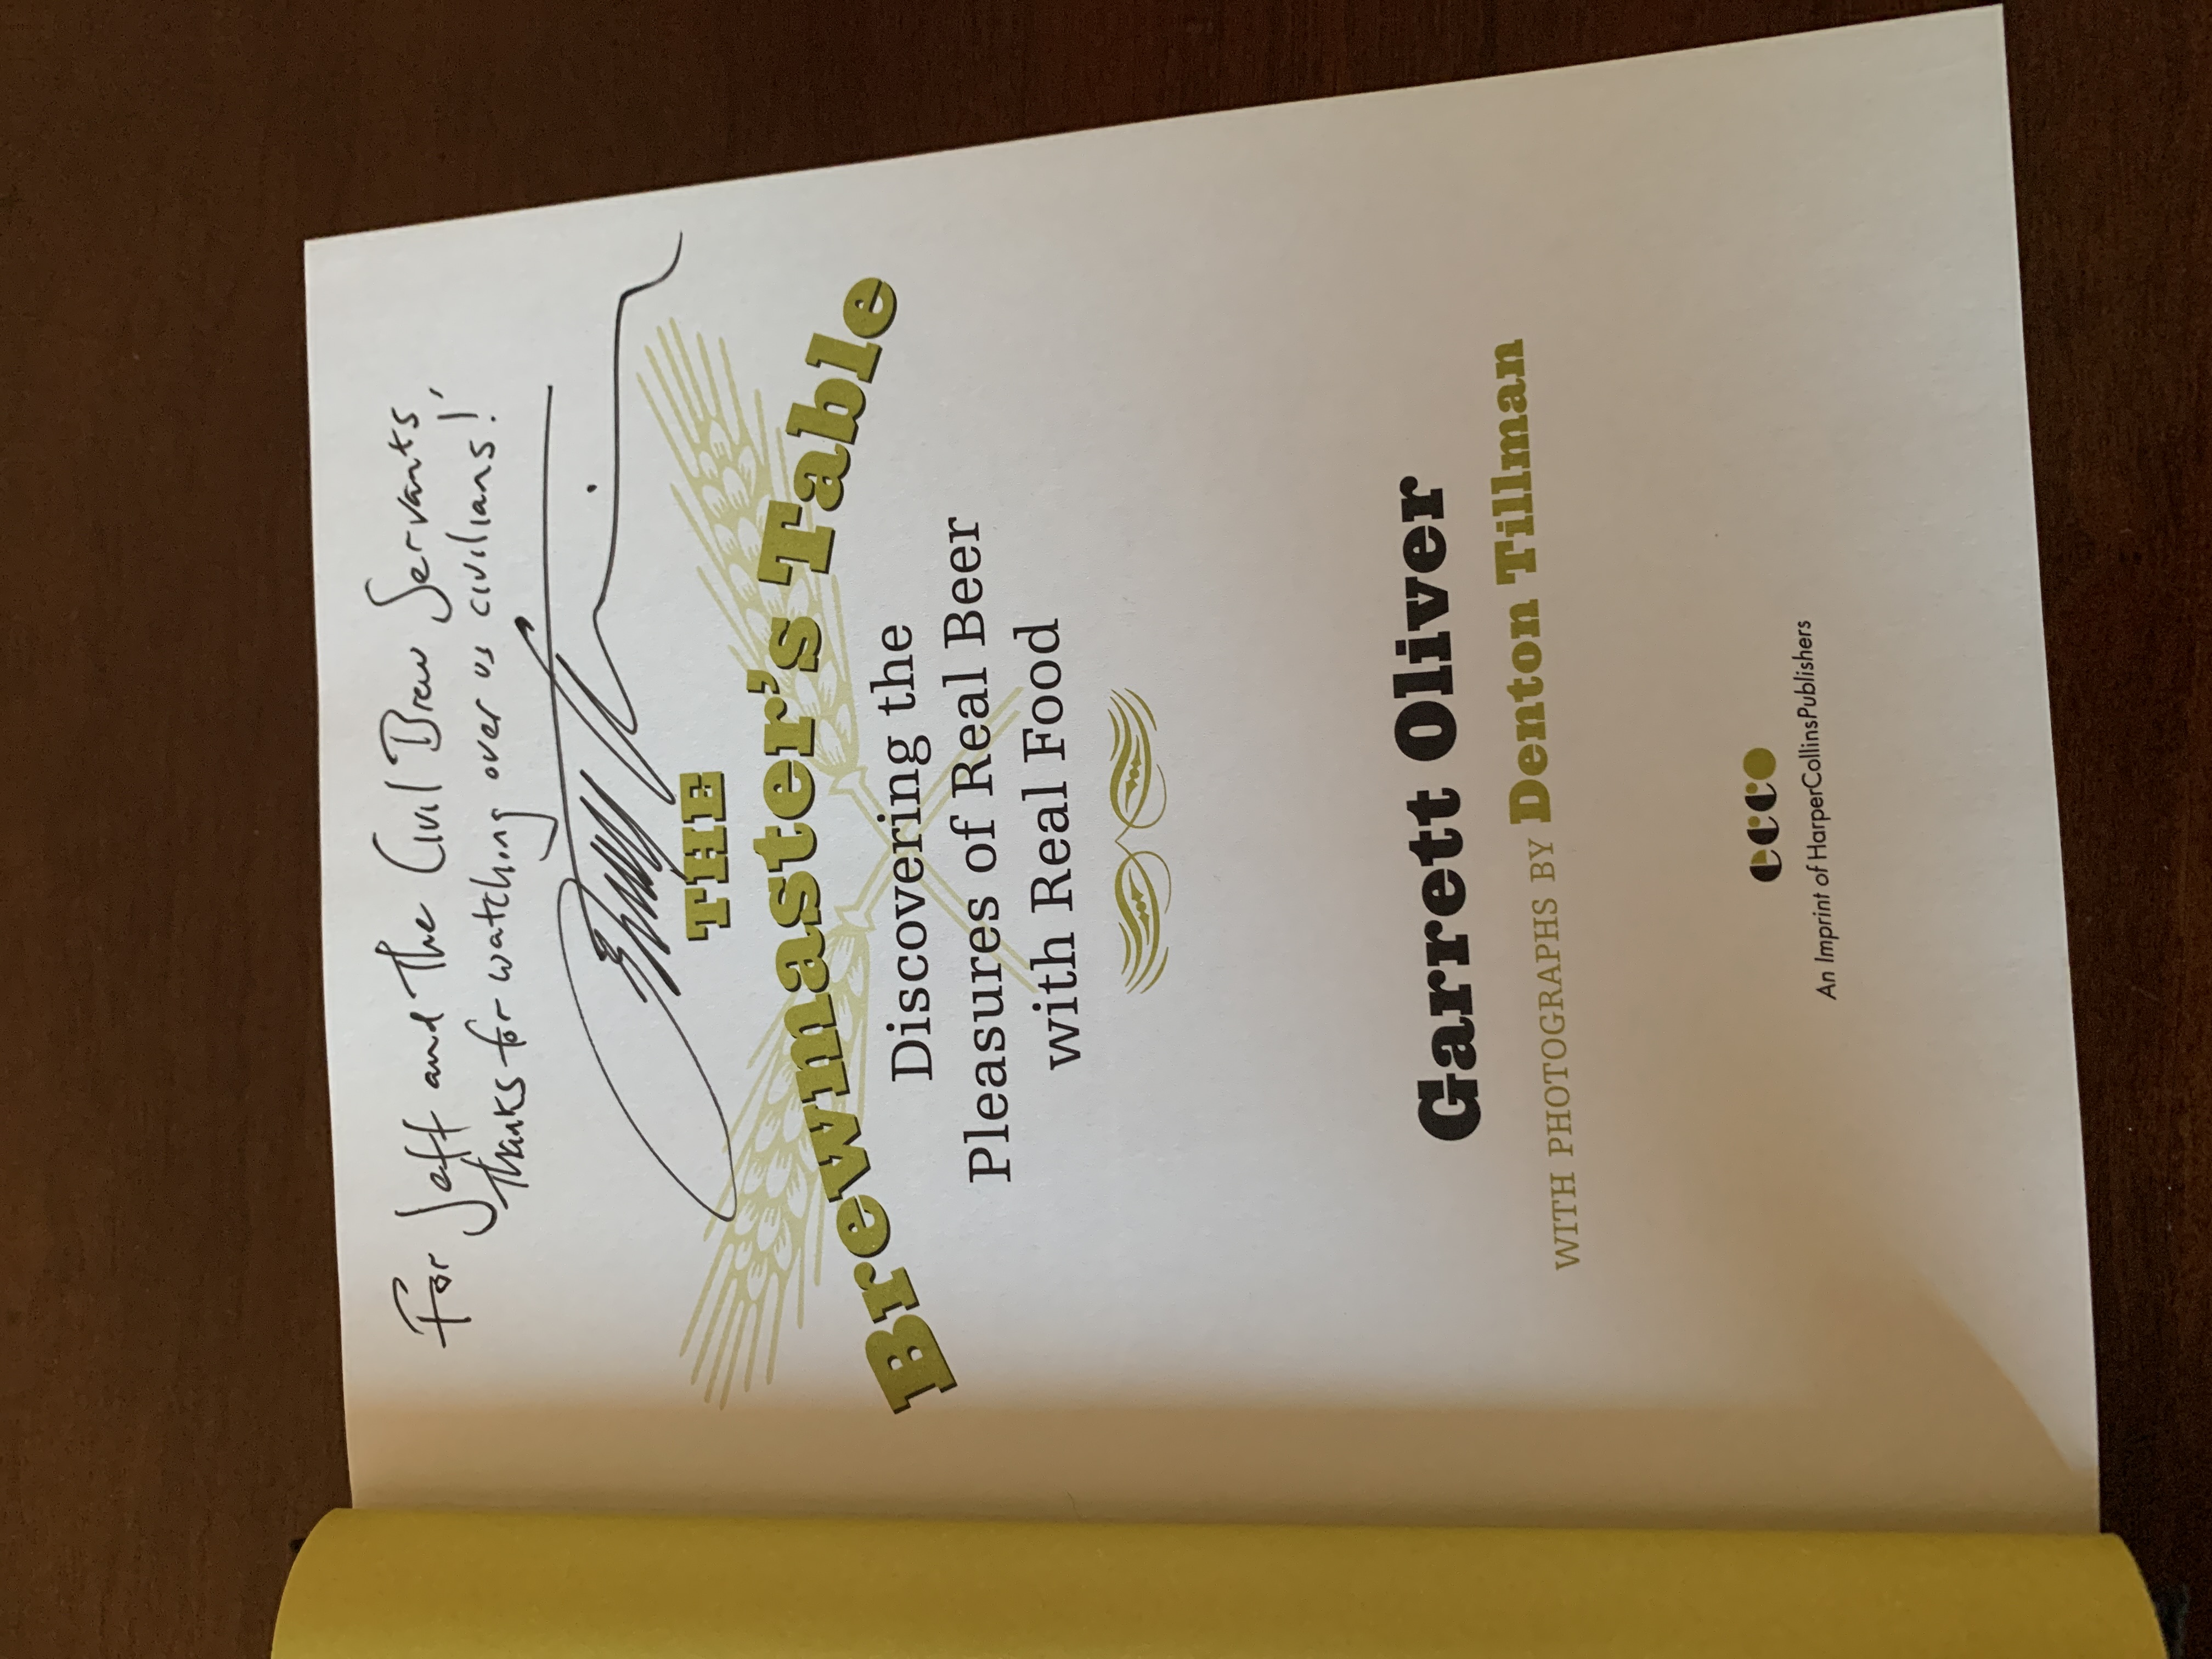 For Jeff and the Civil Brew Servants,
Thanks for watching over us civilians!
THE
Brewmaster's Table
Discovering the
Pleasures of Real Beer
with Real Food
Garrett Oliver
WITH PHOTOGRAPHS BY Denton Tillman
ecco
An Imprint of HarperCollinsPublishers